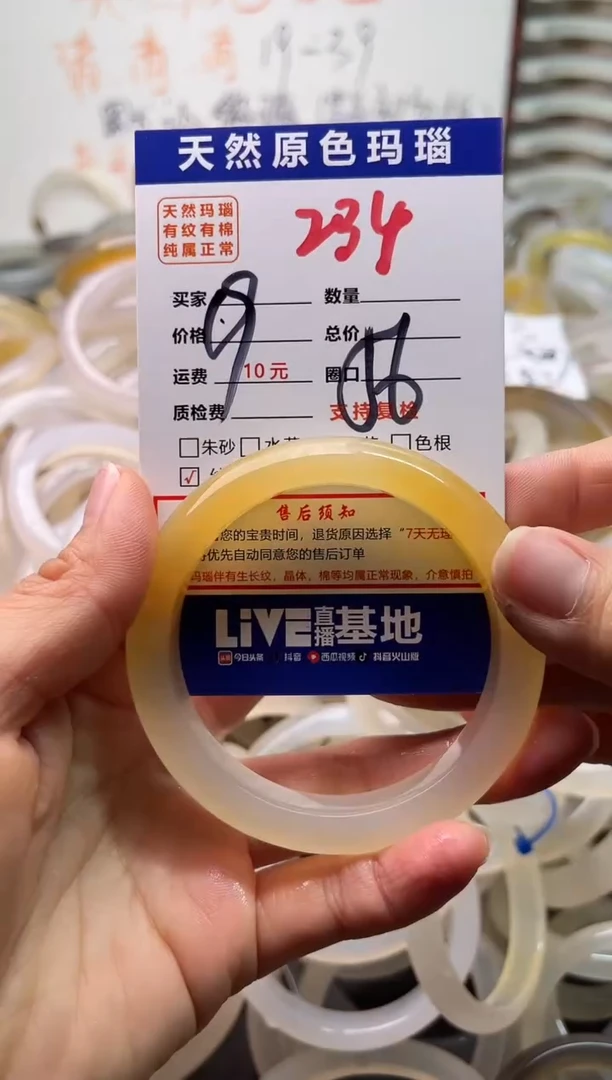 19-39
天然原色玛瑙
天然玛瑙
有纹有棉
纯属正常
234
买家 数量
价格 9 总价
运费 10元 圈口 56
质检费 支持复检
朱砂 色根
√
售后须知
您的宝贵时间，退货原因选择“7天无理
优先自动同意您的售后订单
玛瑙伴有生长纹，晶体，棉等均属正常现象，介意慎拍
LiVE直播基地
头条 今日头条 抖音 西瓜视频 抖音火山版